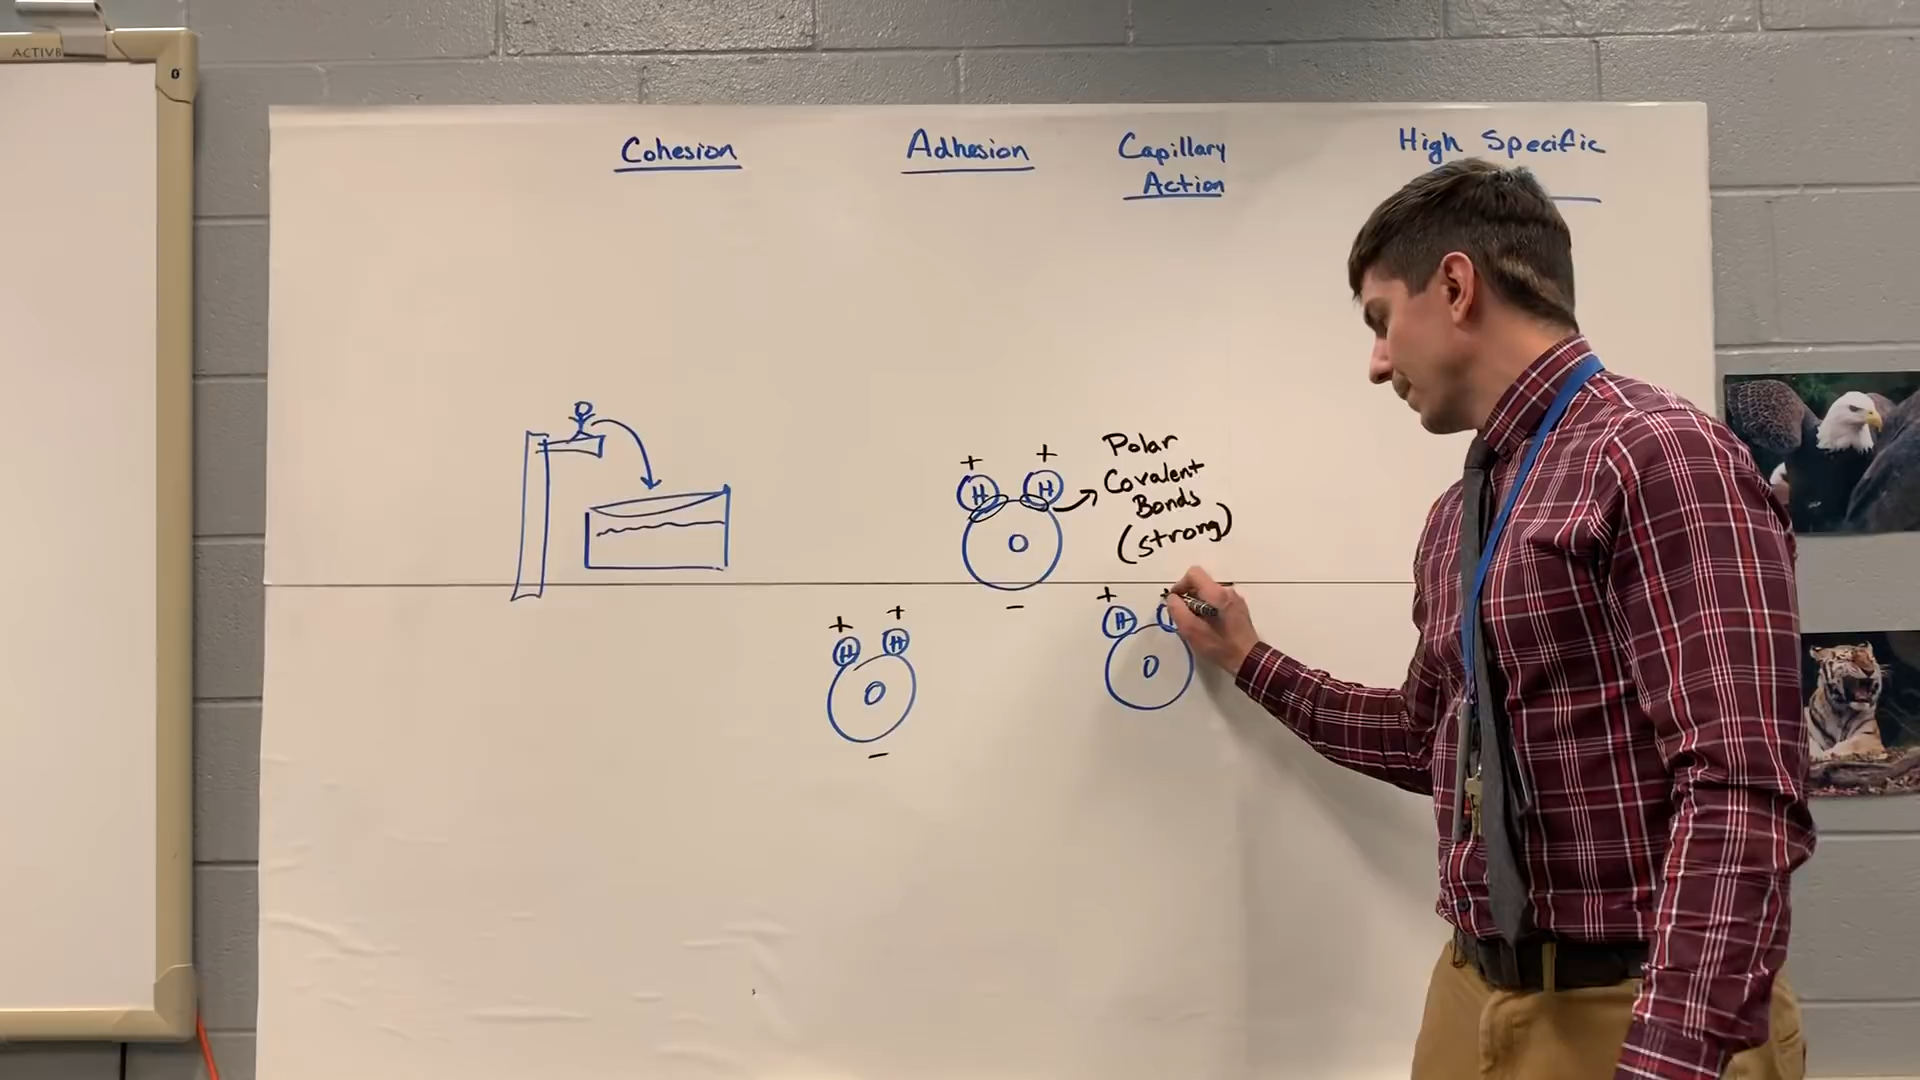 ACTIVB
Cohesion
Adhesion
Capillary
Action
High Specific
+
+
Polar
Covalent
Bonds
(strong)
H
H
O
-
+
+
H
H
O
-
+
+
H
O